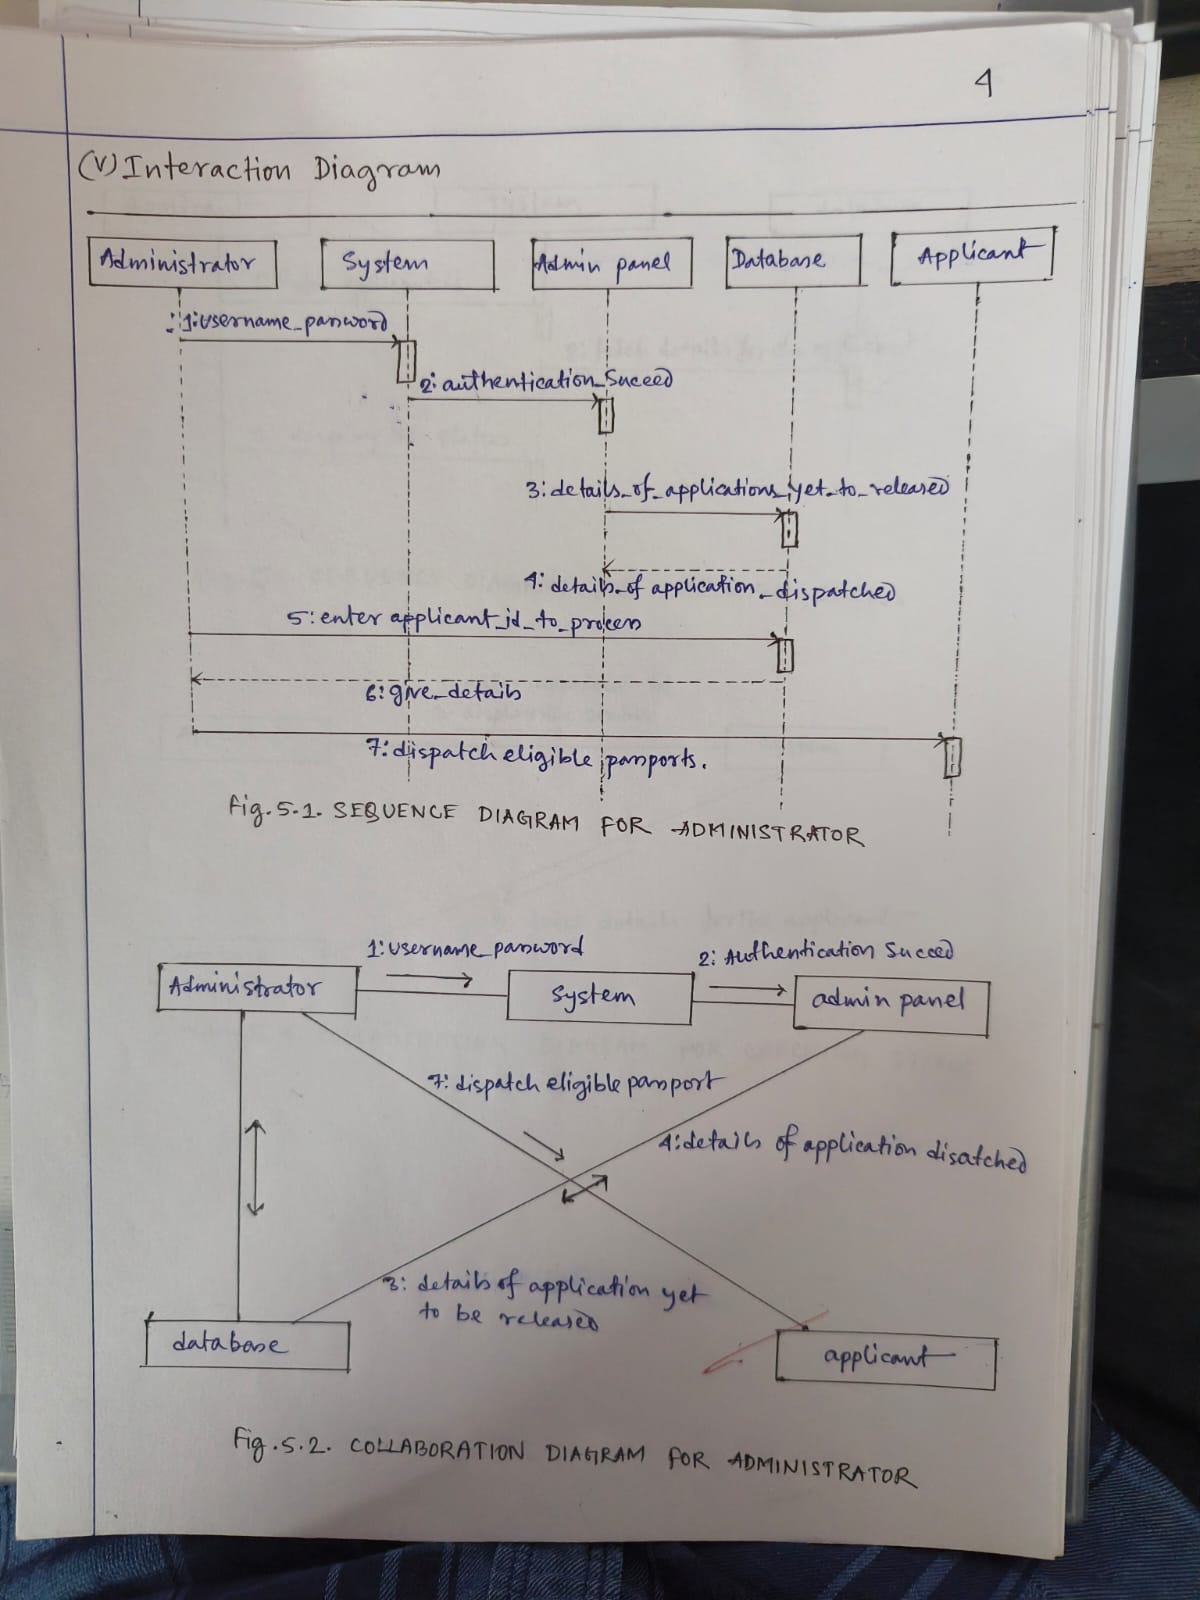 4
(V) Interaction Diagram
Administrator System Admin panel Database Applicant
1: username_password
2: authentication_Suceed
3: details_of_applications_yet_to_released
4: details_of application_dispatched
5: enter applicant_id_to_process
6: give_details
7: dispatch eligible passports.
Fig. 5.1. SEQUENCE DIAGRAM FOR ADMINISTRATOR
1: username_password
2: Authentication Succeed
Administrator System admin panel
7: dispatch eligible passport
4: details of application disatched
3: details of application yet
to be released
database applicant
Fig. 5.2. COLLABORATION DIAGRAM FOR ADMINISTRATOR